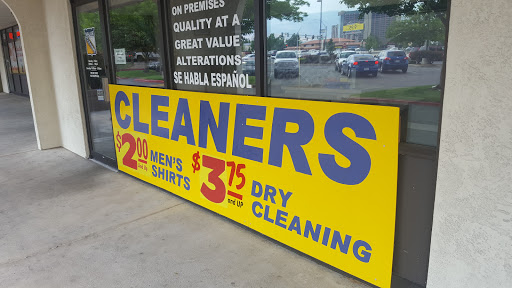 ON PREMISES
QUALITY AT A
GREAT VALUE
ALTERATIONS
SE HABLA ESPAÑOL
CLEANERS
$2.00 MEN'S SHIRTS
$3.75 and UP DRY CLEANING